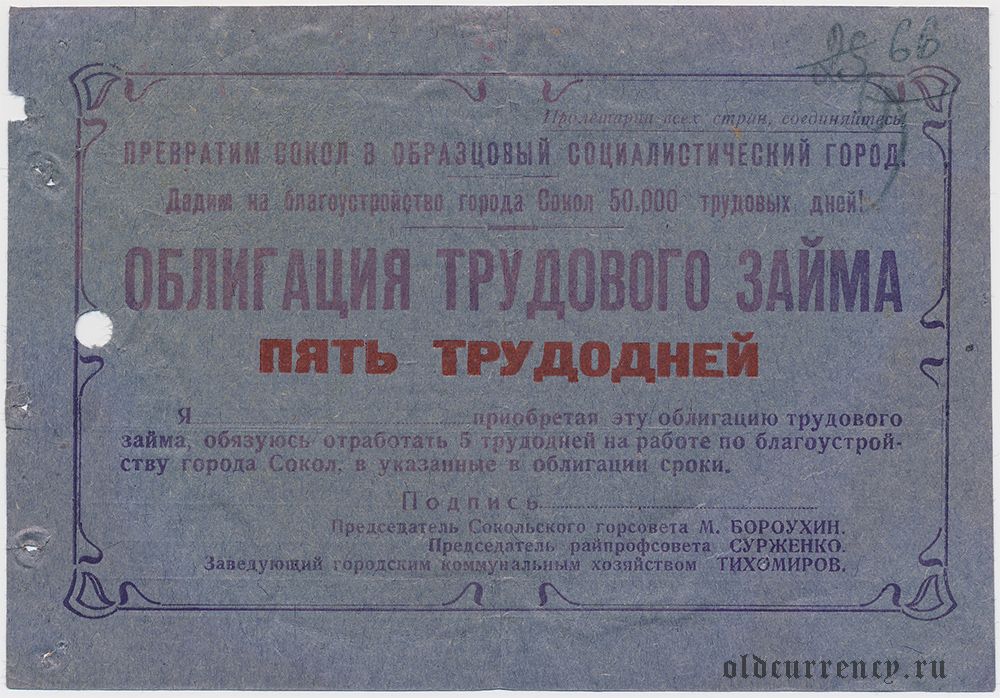 25 66
Пролетарии всех стран, соединяйтесь!
ПРЕВРАТИМ СОКОЛ В ОБРАЗЦОВЫЙ СОЦИАЛИСТИЧЕСКИЙ ГОРОД.
Дадим на благоустройство города Сокол 50.000 трудовых дней!
ОБЛИГАЦИЯ ТРУДОВОГО ЗАЙМА
ПЯТЬ ТРУДОДНЕЙ
Я приобретая эту облигацию трудового
займа, обязуюсь отработать 5 трудодней на работе по благоустрой-
ству города Сокол, в указанные в облигации сроки.
Подпись
Председатель Сокольского горсовета М. БОРОУХИН.
Председатель райпрофсовета СУРЖЕНКО.
Заведующий городским коммунальным хозяйством ТИХОМИРОВ.
oldcurrency.ru